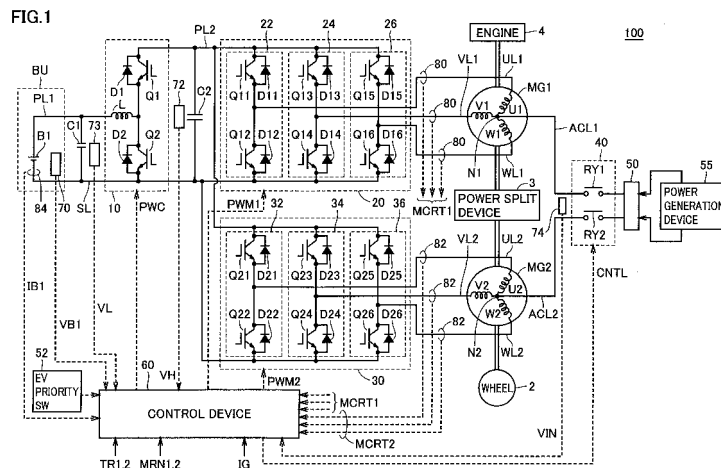 FIG.1
100
ENGINE
4
22
24
26
PL2
BU
PL1
D1
Q1
72
C2
L
C1
73
D2
Q2
B1
84
70
SL
10
PWC
Q11
D11
Q13
D13
Q15
D15
Q12
D12
Q14
D14
Q16
D16
PWM1
20
80
80
80
VL1
UL1
MG1
V1
U1
W1
N1
WL1
ACL1
MCRT1
3
POWER SPLIT
DEVICE
40
RY1
RY2
50
55
POWER
GENERATION
DEVICE
74
CNTL
32
34
36
82
82
82
VL2
UL2
MG2
V2
U2
W2
N2
WL2
ACL2
Q21
D21
Q23
D23
Q25
D25
Q22
D22
Q24
D24
Q26
D26
30
PWM2
IB1
VB1
VL
VH
52
EV
PRIORITY
SW
60
CONTROL DEVICE
MCRT1
MCRT2
WHEEL
2
VIN
TR1,2
MRN1,2
IG